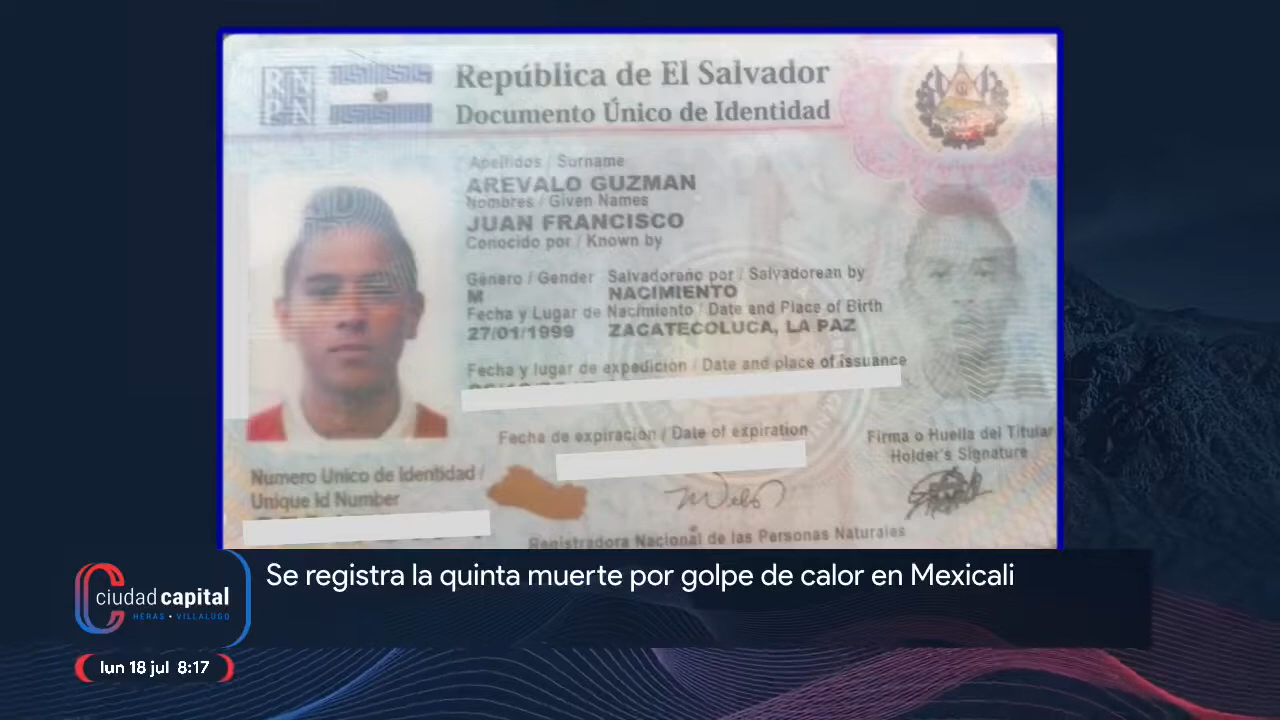 República de El Salvador
Documento Único de Identidad
Apellidos / Surname
AREVALO GUZMAN
Nombres / Given Names
JUAN FRANCISCO
Conocido por / Known by
Género / Gender Salvadoreño por / Salvadorean by
M NACIMIENTO
Fecha y Lugar de Nacimiento / Date and Place of Birth
27/01/1999 ZACATECOLUCA, LA PAZ
Fecha y lugar de expedición / Date and place of issuance
Fecha de expiración / Date of expiration
Firma o Huella del Titular
Holder's Signature
Numero Unico de Identidad /
Unique Id Number
Registradora Nacional de las Personas Naturales
Se registra la quinta muerte por golpe de calor en Mexicali
ciudad capital
HERAS • VILLALUGO
lun 18 jul 8:17